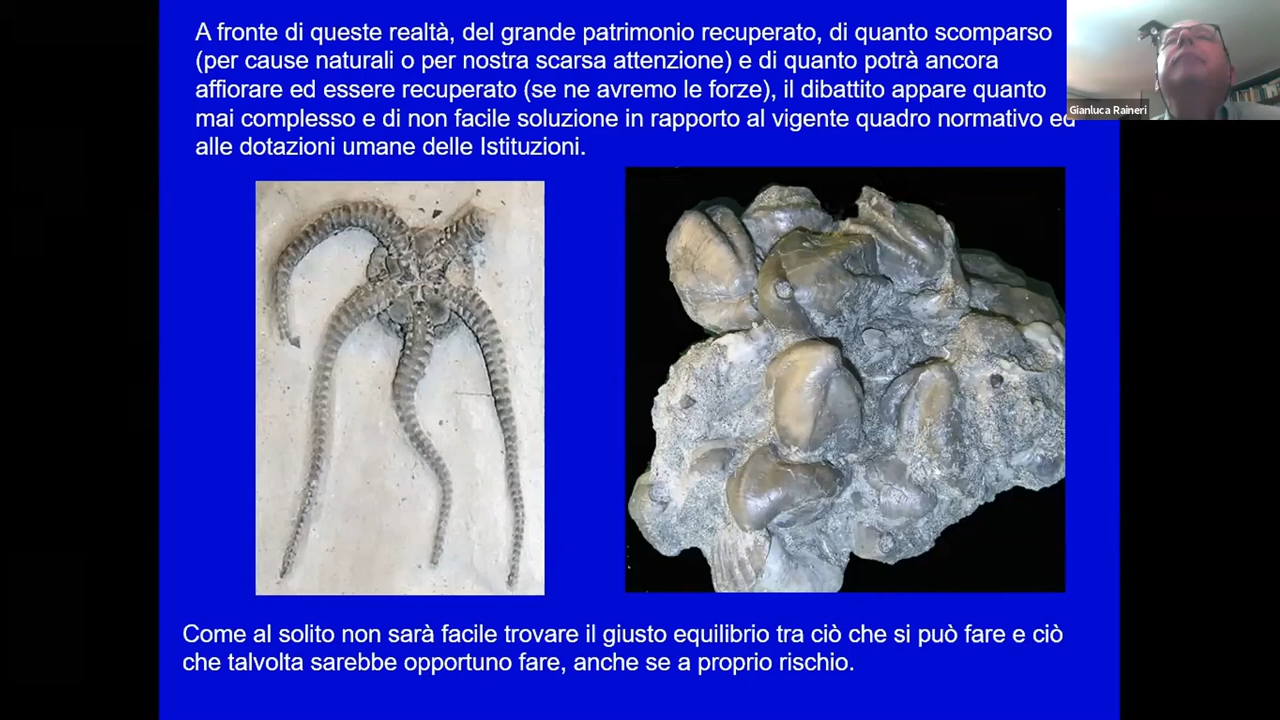 A fronte di queste realtà, del grande patrimonio recuperato, di quanto scomparso
(per cause naturali o per nostra scarsa attenzione) e di quanto potrà ancora
affiorare ed essere recuperato (se ne avremo le forze), il dibattito appare quanto
mai complesso e di non facile soluzione in rapporto al vigente quadro normativo ed
alle dotazioni umane delle Istituzioni.
Gianluca Raineri
Come al solito non sarà facile trovare il giusto equilibrio tra ciò che si può fare e ciò
che talvolta sarebbe opportuno fare, anche se a proprio rischio.